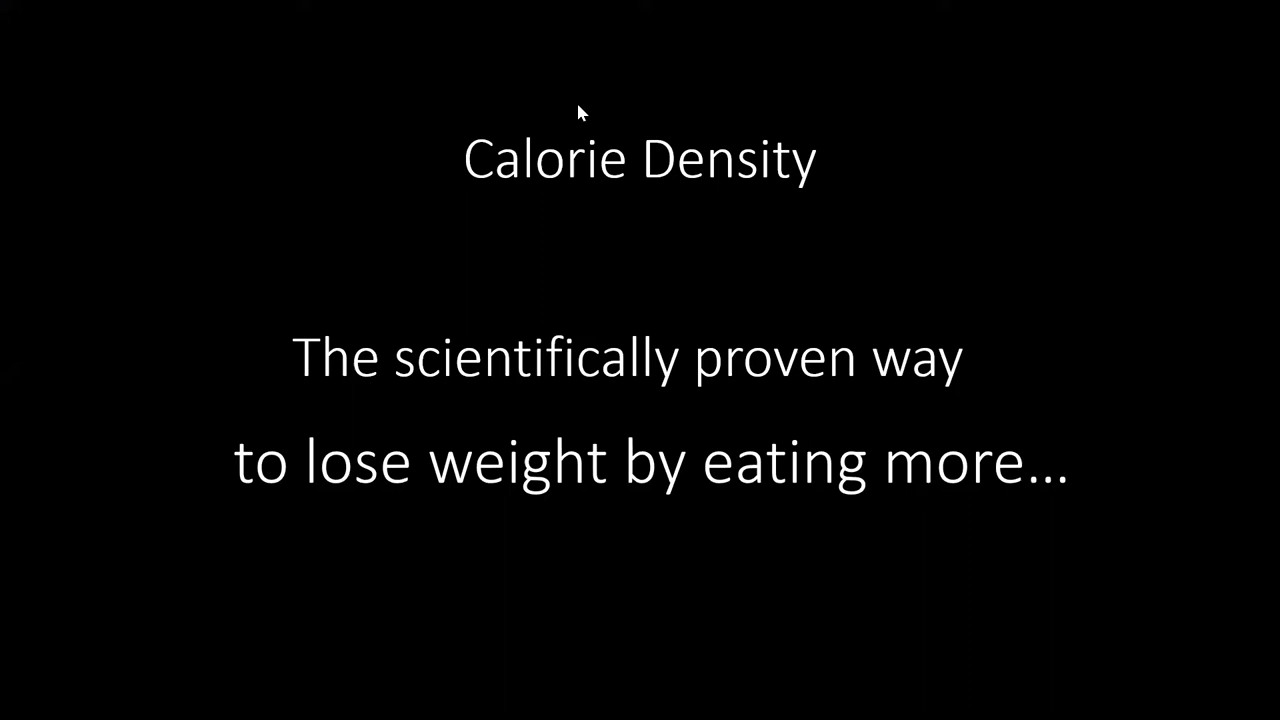 Calorie Density
The scientifically proven way
to lose weight by eating more...